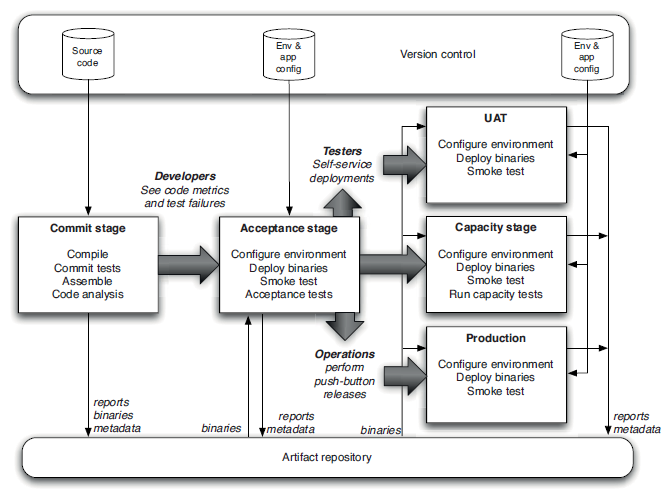 Source
code
Env &
app
config
Version control
Env &
app
config
UAT
Configure environment
Deploy binaries
Smoke test
Testers
Self-service
deployments
Developers
See code metrics
and test failures
Commit stage
Compile
Commit tests
Assemble
Code analysis
Acceptance stage
Configure environment
Deploy binaries
Smoke test
Acceptance tests
Capacity stage
Configure environment
Deploy binaries
Smoke test
Run capacity tests
Operations
perform
push-button
releases
Production
Configure environment
Deploy binaries
Smoke test
reports
binaries
metadata
binaries
reports
metadata
binaries
reports
metadata
Artifact repository